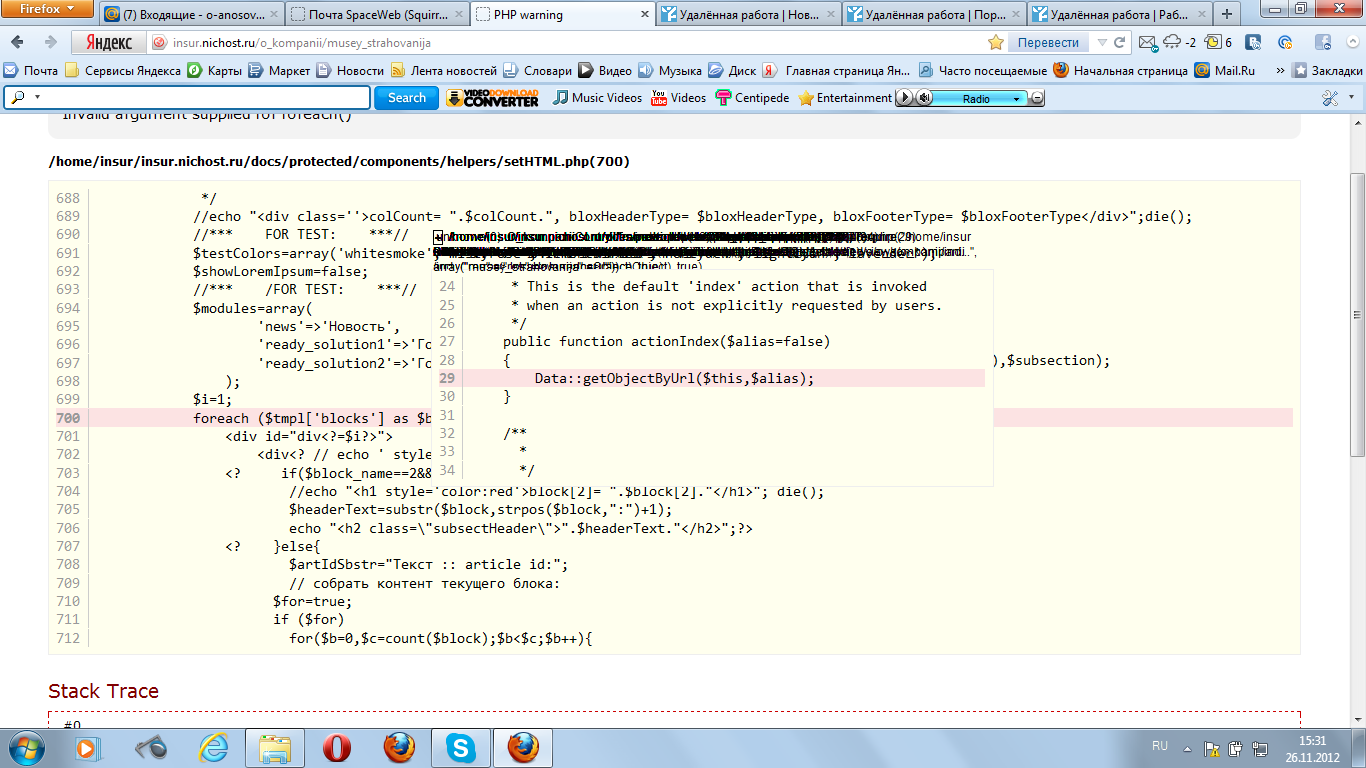 Firefox
(7) Входящие - o-anosov...
Почта SpaceWeb (Squirr...
PHP warning
Удалённая работа | Нов...
Удалённая работа | Пор...
Удалённая работа | Раб...
Яндекс
insur.nichost.ru/o_kompanii/musey_strahovanija
Перевести
-2
6
Почта
Сервисы Яндекса
Карты
Маркет
Новости
Лента новостей
Словари
Видео
Музыка
Диск
Главная страница Ян...
Часто посещаемые
Начальная страница
Mail.Ru
»
Закладки
Search
VIDEO DOWNLOAD CONVERTER
Music Videos
Videos
Centipede
Entertainment
Radio
Invalid argument supplied for foreach()
/home/insur/insur.nichost.ru/docs/protected/components/helpers/setHTML.php(700)
688 */
689 //echo "<div class=''>colCount= ".$colCount.", bloxHeaderType= $bloxHeaderType, bloxFooterType= $bloxFooterType</div>";die();
690 //*** FOR TEST: ***//
691 $testColors=array('whitesmoke'
692 $showLoremIpsum=false;
693 //*** /FOR TEST: ***//
694 $modules=array(
695 'news'=>'Новость',
696 'ready_solution1'=>'Го
697 'ready_solution2'=>'Го ),$subsection);
698 );
699 $i=1;
700 foreach ($tmpl['blocks'] as $b
701 <div id="div<?=$i?>">
702 <div<? // echo ' style
703 <? if($block_name==2&&
704 //echo "<h1 style='color:red'>block[2]= ".$block[2]."</h1>"; die();
705 $headerText=substr($block,strpos($block,":")+1);
706 echo "<h2 class=\"subsectHeader\">".$headerText."</h2>";?>
707 <? }else{
708 $artIdSbstr="Текст :: article id:";
709 // собрать контент текущего блока:
710 $for=true;
711 if ($for)
712 for($b=0,$c=count($block);$b<$c;$b++){
24 * This is the default 'index' action that is invoked
25 * when an action is not explicitly requested by users.
26 */
27 public function actionIndex($alias=false)
28 {
29 Data::getObjectByUrl($this,$alias);
30 }
31
32 /**
33 *
34 */
Stack Trace
#0
RU
15:31
26.11.2012